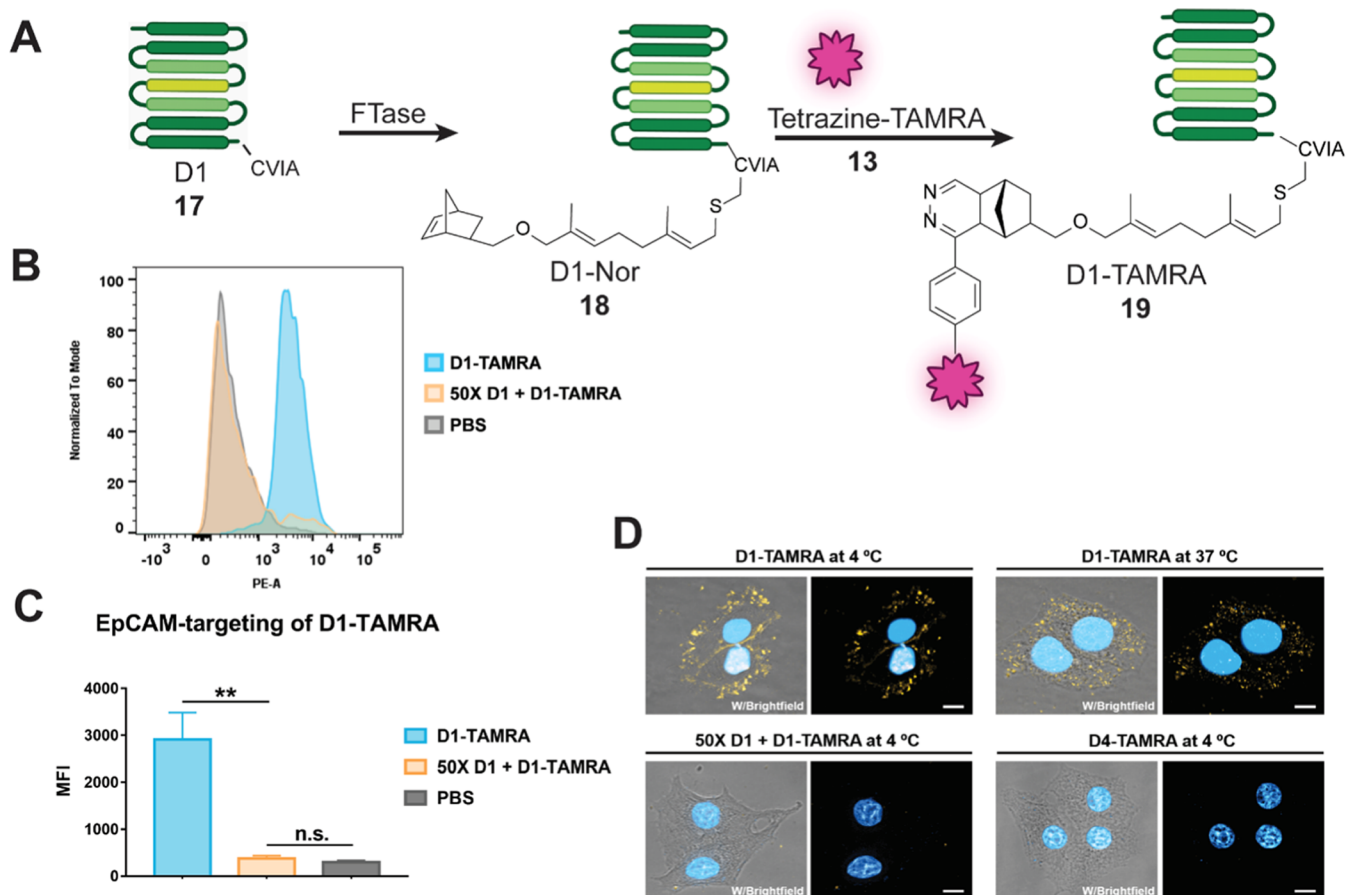 A
D1
17
CVIA
FTase
CVIA
S
O
D1-Nor
18
Tetrazine-TAMRA
13
CVIA
S
N
N
O
D1-TAMRA
19
B
Normalized To Mode
100
80
60
40
20
0
-10³ 0 10³ 10⁴ 10⁵
PE-A
D1-TAMRA
50X D1 + D1-TAMRA
PBS
C
EpCAM-targeting of D1-TAMRA
MFI
4000
3000
2000
1000
0
**
n.s.
D1-TAMRA
50X D1 + D1-TAMRA
PBS
D
D1-TAMRA at 4 ºC
W/Brightfield
D1-TAMRA at 37 ºC
W/Brightfield
50X D1 + D1-TAMRA at 4 ºC
W/Brightfield
D4-TAMRA at 4 ºC
W/Brightfield